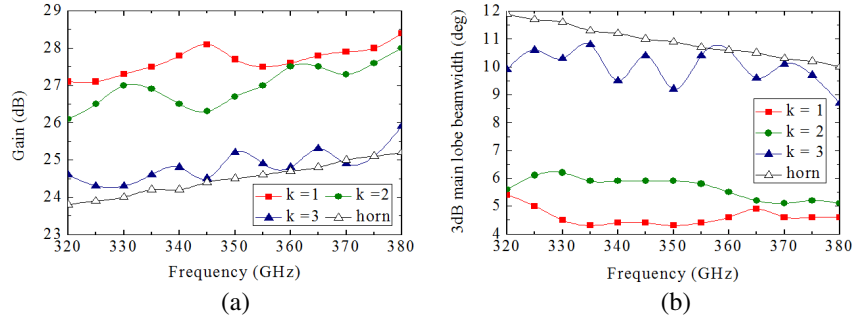 29
28
27
26
25
24
23
Gain (dB)
k =1
k =2
k =3
horn
320 330 340 350 360 370 380
Frequency (GHz)
(a)
12
11
10
9
8
7
6
5
4
3dB main lobe beamwidth (deg)
k = 1
k = 2
k = 3
horn
320 330 340 350 360 370 380
Frequency (GHz)
(b)